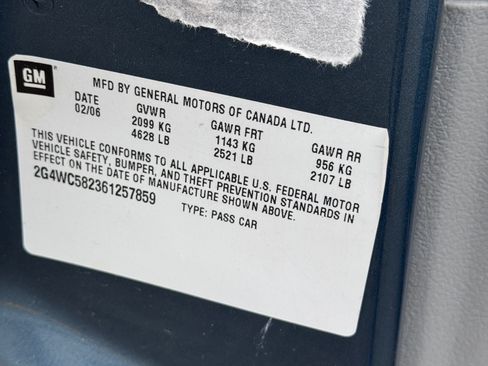 GM
MFD BY GENERAL MOTORS OF CANADA LTD.
DATE GVWR GAWR FRT GAWR RR
02/06 2099 KG 1143 KG 956 KG
4628 LB 2521 LB 2107 LB
THIS VEHICLE CONFORMS TO ALL APPLICABLE U.S. FEDERAL MOTOR
VEHICLE SAFETY, BUMPER, AND THEFT PREVENTION STANDARDS IN
EFFECT ON THE DATE OF MANUFACTURE SHOWN ABOVE.
2G4WC582361257859
TYPE: PASS CAR